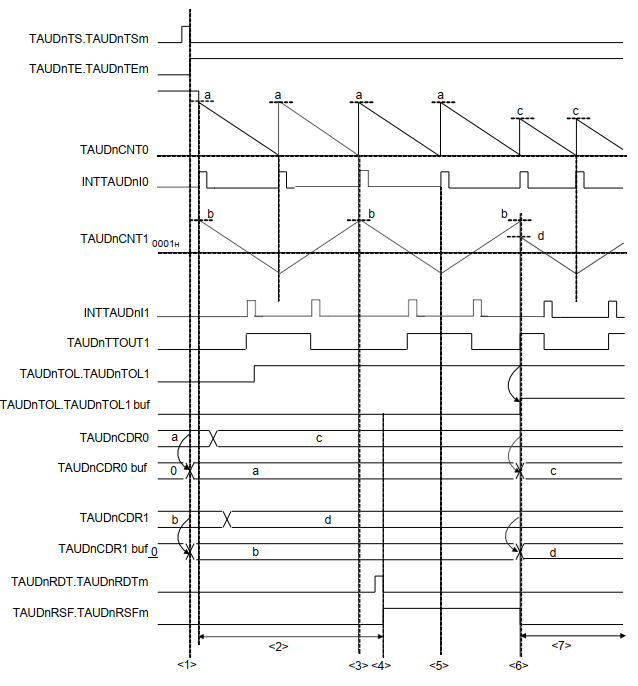 TAUDnTS.TAUDnTSm
TAUDnTE.TAUDnTEm
a a a a c c
TAUDnCNT0
INTTAUDnI0
b b b
TAUDnCNT1 0001H d
INTTAUDnI1
TAUDnTTOUT1
TAUDnTOL.TAUDnTOL1
TAUDnTOL.TAUDnTOL1 buf
TAUDnCDR0 a c
TAUDnCDR0 buf 0 a c
TAUDnCDR1 b d
TAUDnCDR1 buf 0 b d
TAUDnRDT.TAUDnRDTm
TAUDnRSF.TAUDnRSFm
<2> <7>
<1> <3> <4> <5> <6>